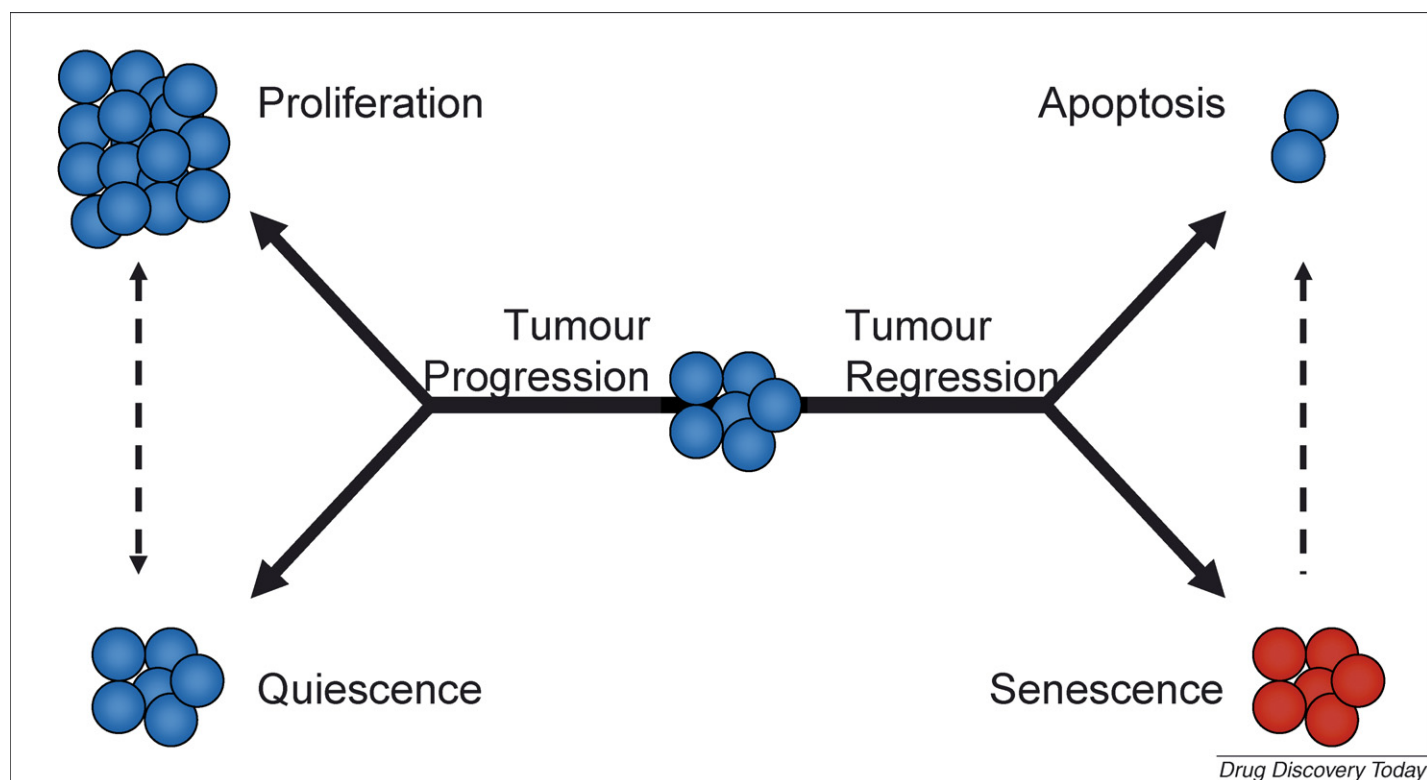 Proliferation
Apoptosis
Tumour
Progression
Tumour
Regression
Quiescence
Senescence
Drug Discovery Today